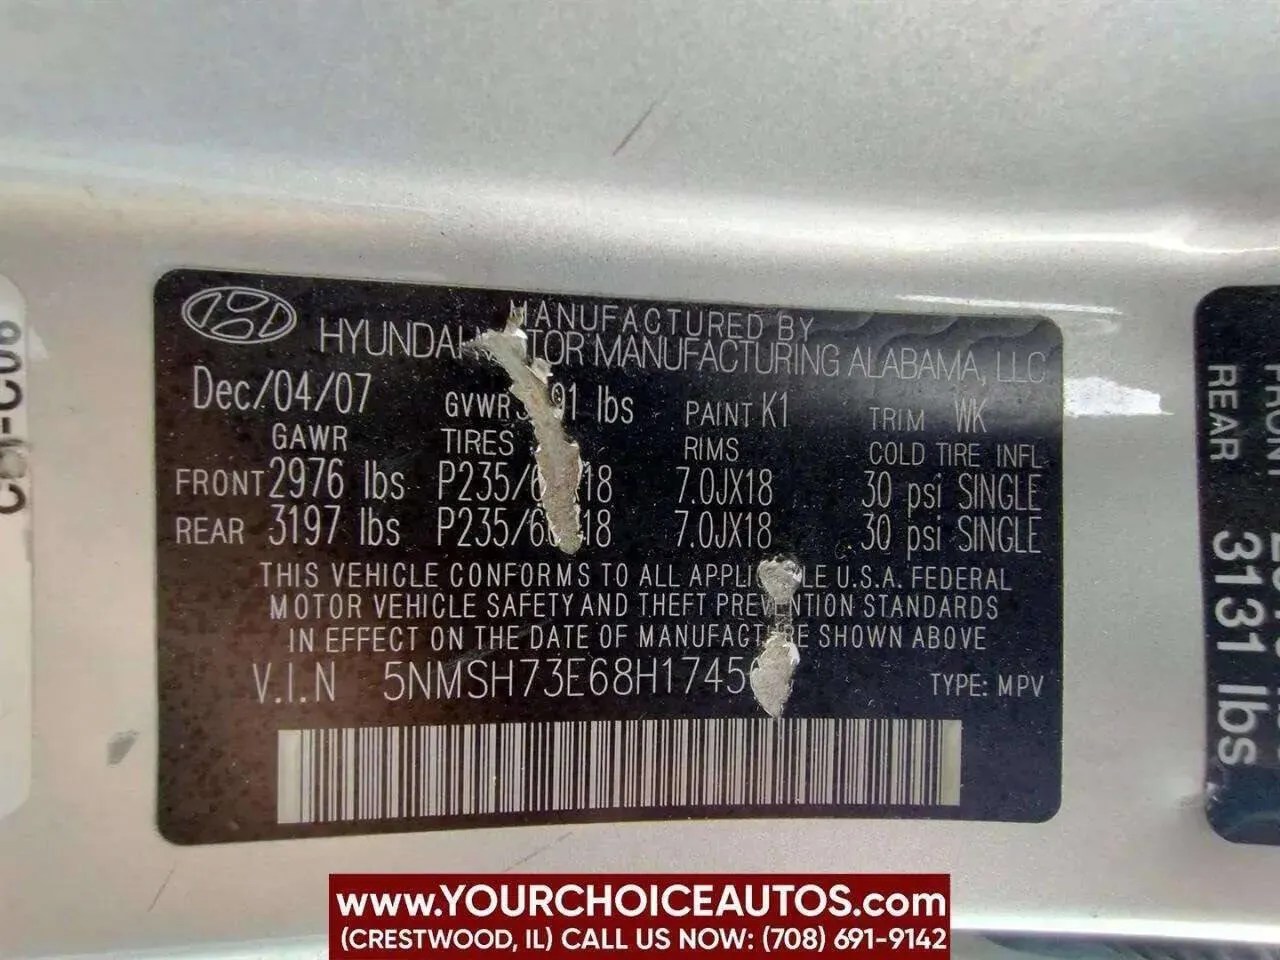 MANUFACTURED BY
HYUNDAI MOTOR MANUFACTURING ALABAMA, LLC
Dec/04/07 GVWR lbs PAINT K1 TRIM WK
GAWR TIRES RIMS COLD TIRE INFL
FRONT 2976 lbs 7.0JX18 30 psi SINGLE
REAR 3197 lbs 7.0JX18 30 psi SINGLE
THIS VEHICLE CONFORMS TO ALL APPLICABLE U.S.A. FEDERAL
MOTOR VEHICLE SAFETY AND THEFT PREVENTION STANDARDS
IN EFFECT ON THE DATE OF MANUFACTURE SHOWN ABOVE
V.I.N TYPE: MPV
FRONT
REAR 3131 lbs
www.YOURCHOICEAUTOS.com
(CRESTWOOD, IL) CALL US NOW: (708) 691-9142